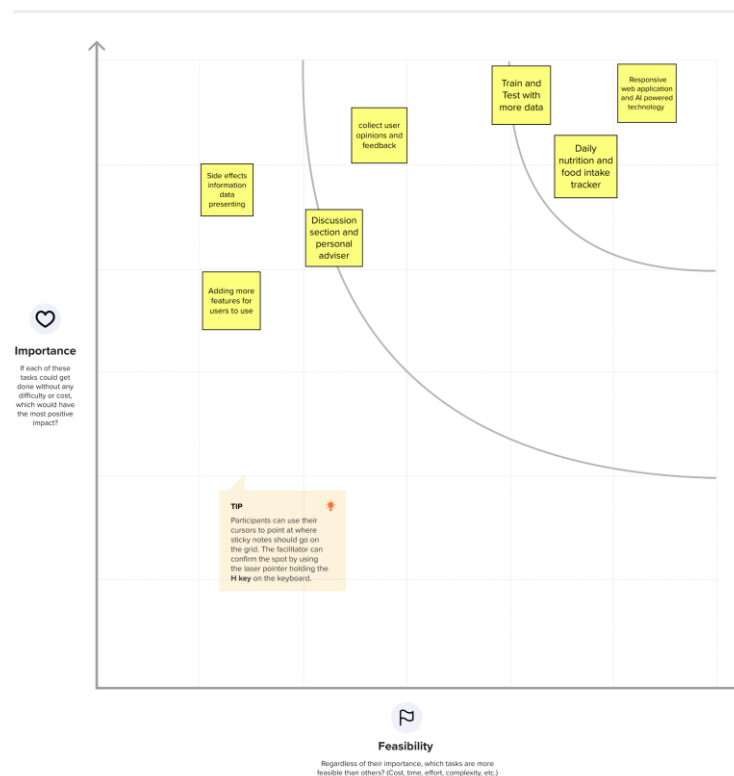 Train and
Test with
more data
Responsive
web application
and AI powered
technology
collect user
opinions and
feedback
Daily
nutrition and
food intake
tracker
Side effects
information
data
presenting
Discussion
section and
personal
adviser
Adding more
features for
users to use
Importance
If each of these
tasks could get
done without any
difficulty or cost,
which would have
the most positive
impact?
TIP
Participants can use their
cursors to point at where
sticky notes should go on
the grid. The facilitator can
confirm the spot by using
the laser pointer holding the
H key on the keyboard.
Feasibility
Regardless of their importance, which tasks are more
feasible than others? (Cost, time, effort, complexity, etc.)